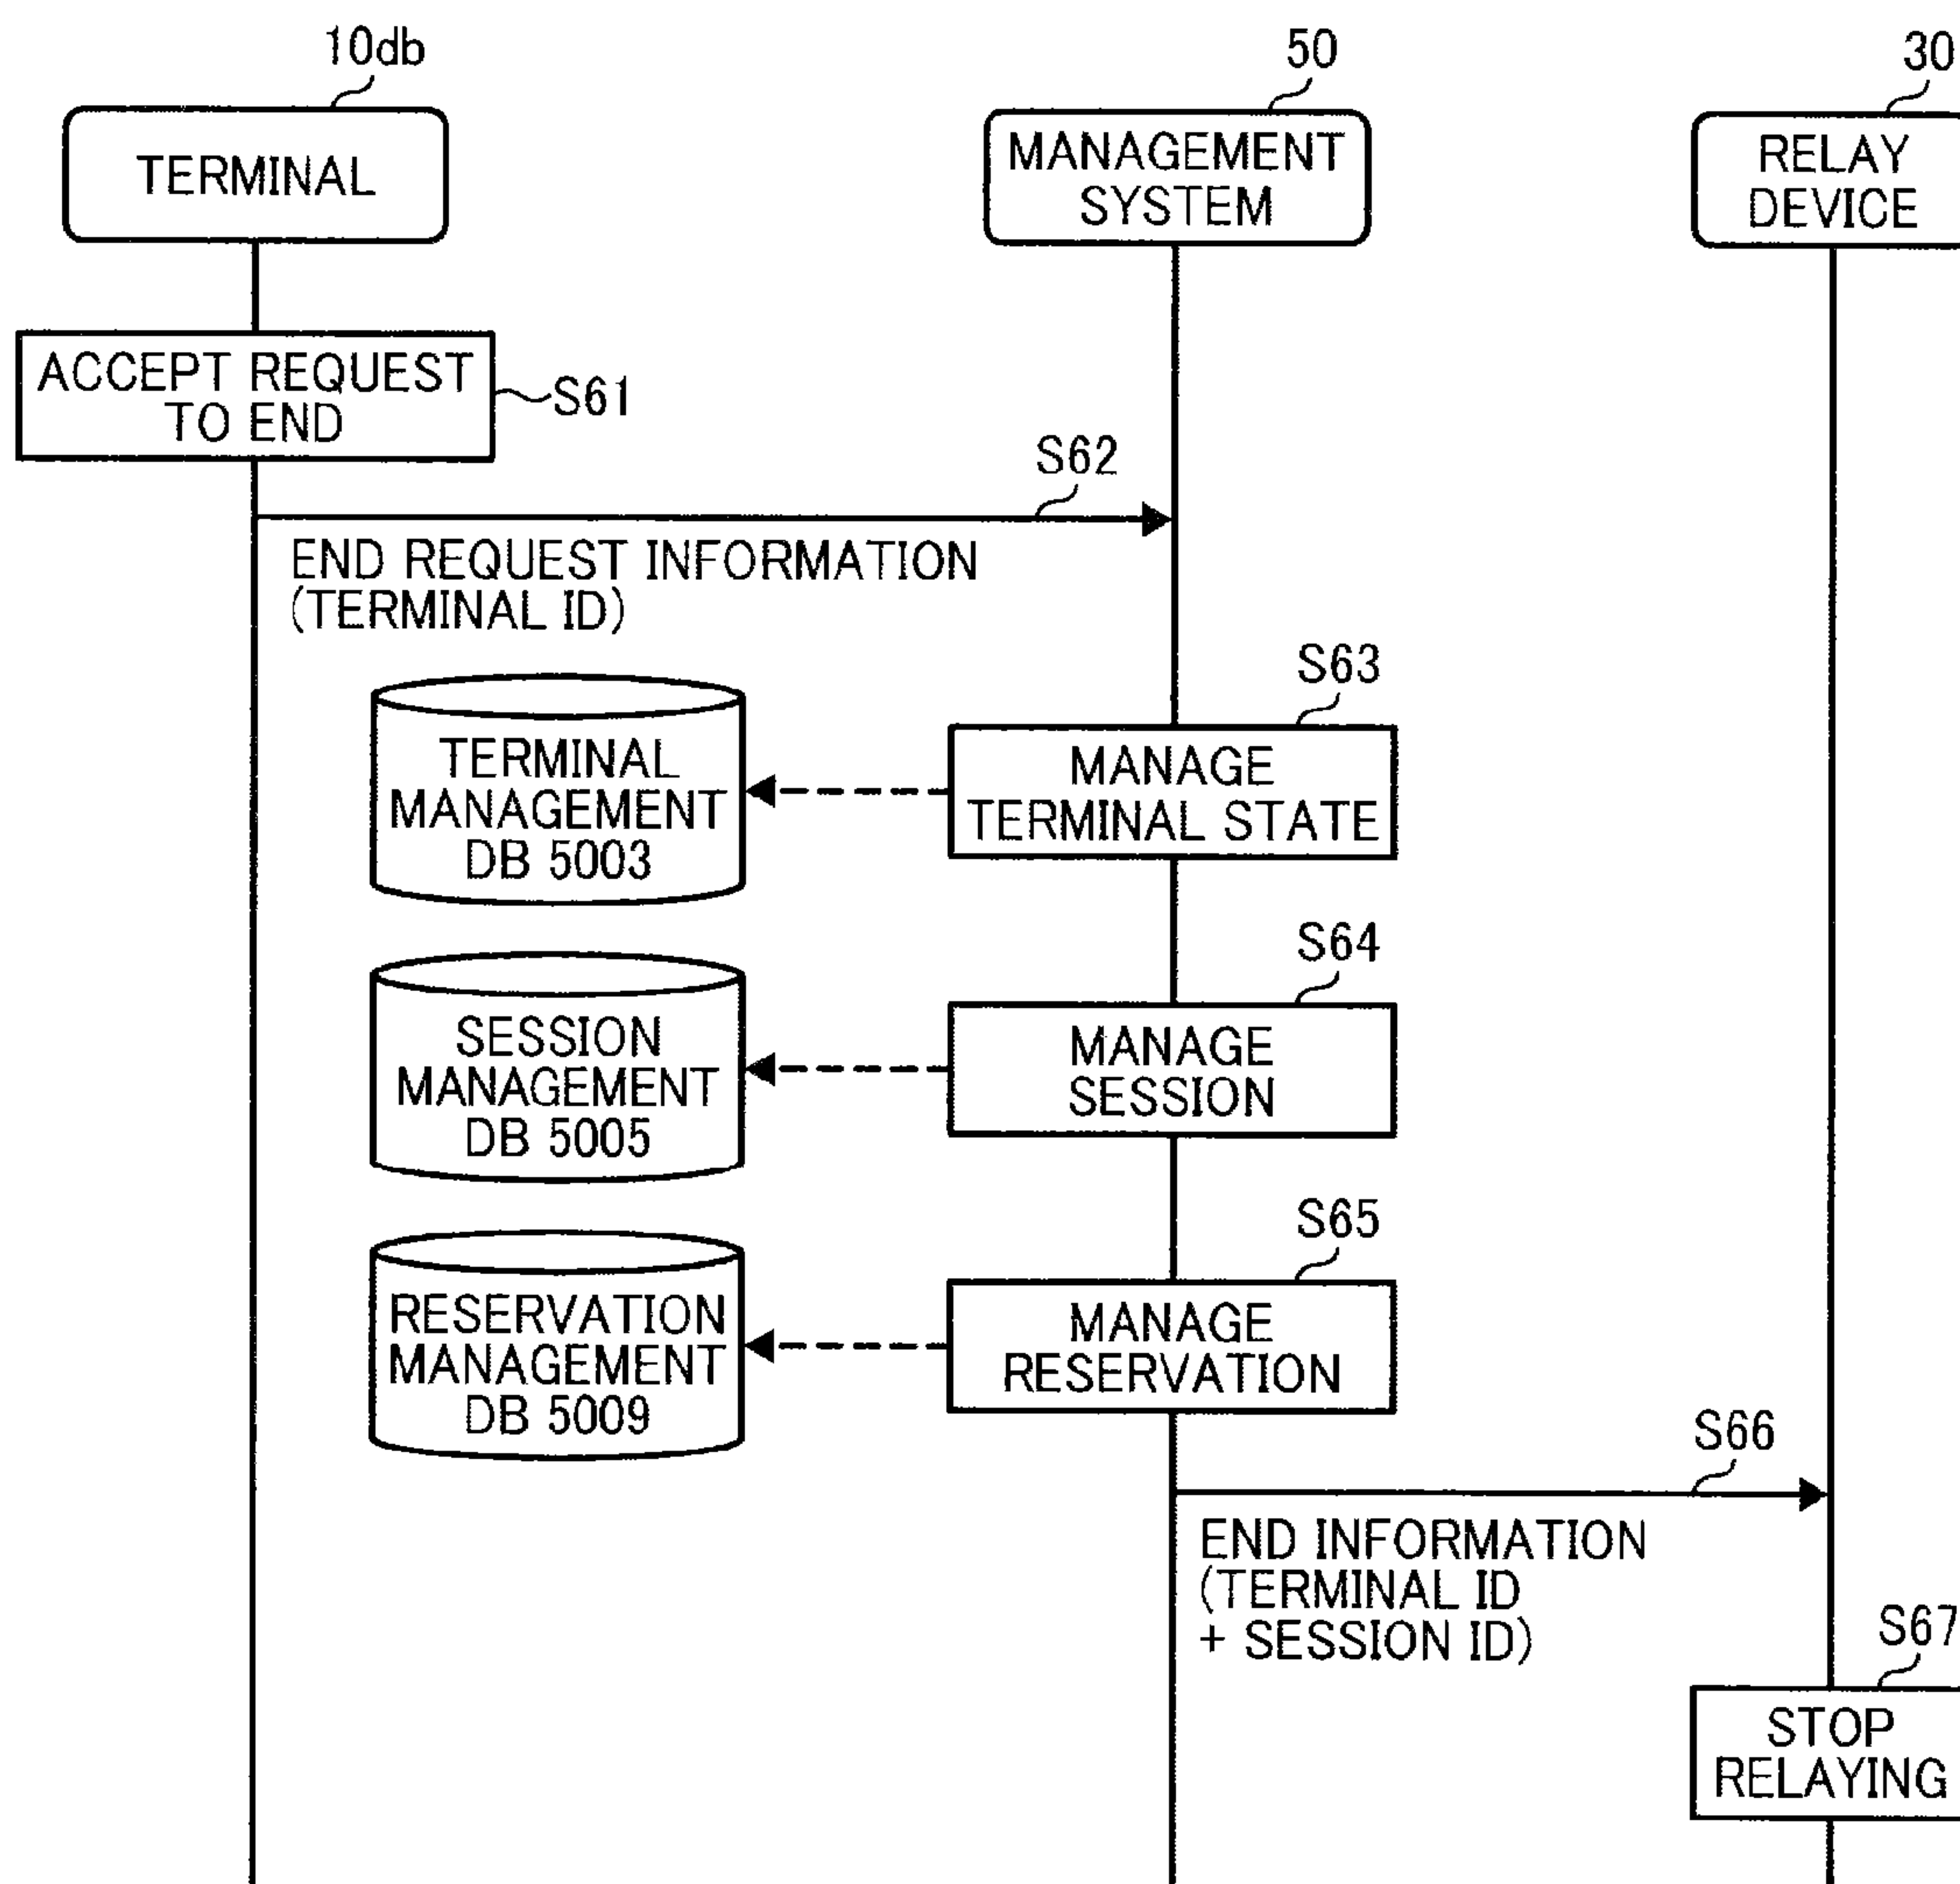 10db
50
30
TERMINAL
MANAGEMENT
SYSTEM
RELAY
DEVICE
ACCEPT REQUEST
TO END
S61
S62
END REQUEST INFORMATION
(TERMINAL ID)
S63
TERMINAL
MANAGEMENT
DB 5003
MANAGE
TERMINAL STATE
S64
SESSION
MANAGEMENT
DB 5005
MANAGE
SESSION
S65
RESERVATION
MANAGEMENT
DB 5009
MANAGE
RESERVATION
S66
END INFORMATION
(TERMINAL ID
+ SESSION ID)
S67
STOP
RELAYING